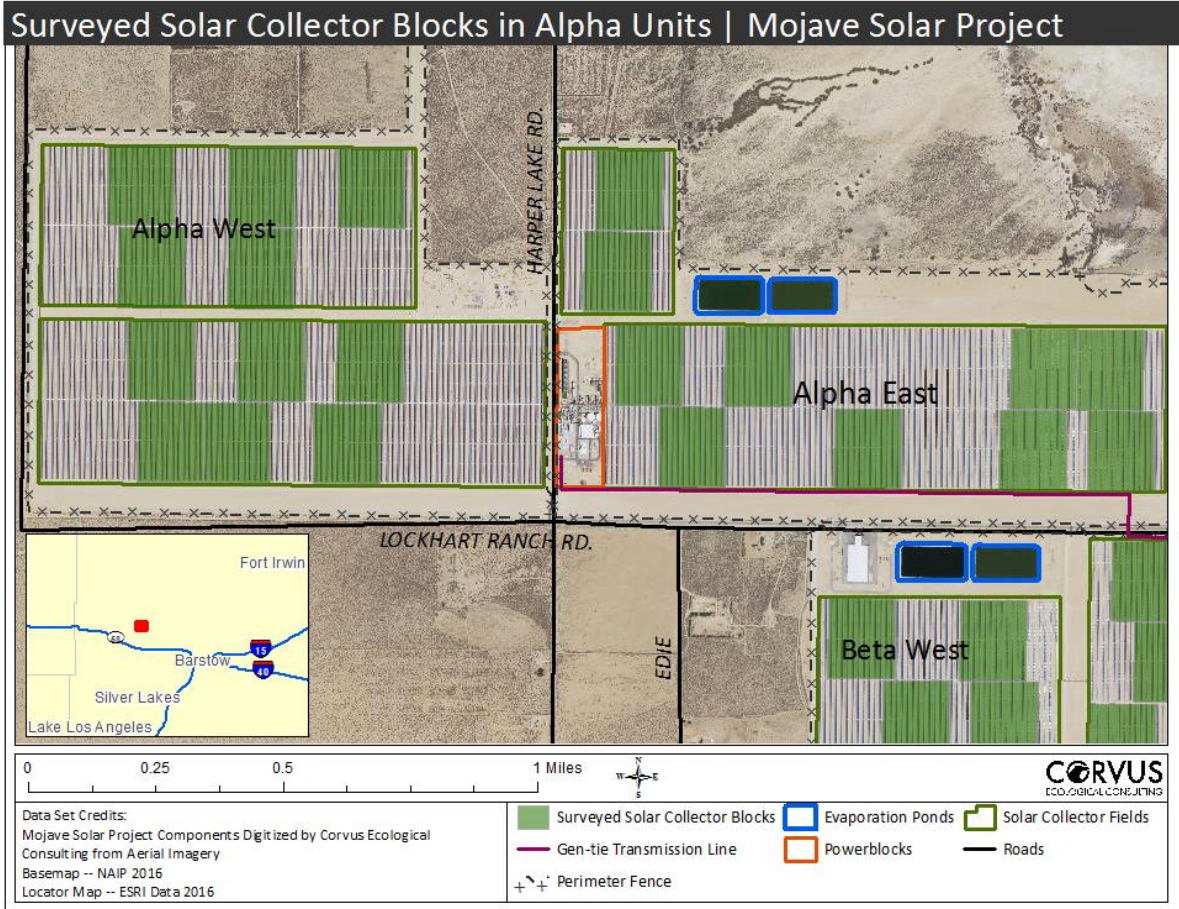 Surveyed Solar Collector Blocks in Alpha Units | Mojave Solar Project
HARPER LAKE RD.
Alpha West
Alpha East
LOCKHART RANCH RD.
EDIE
Beta West
Fort Irwin
58
15
Barstow
40
Silver Lakes
Lake Los Angeles
0 0.25 0.5 1 Miles
N
W E
S
CORVUS
ECOLOGICAL CONSULTING
Data Set Credits:
Mojave Solar Project Components Digitized by Corvus Ecological
Consulting from Aerial Imagery
Basemap -- NAIP 2016
Locator Map -- ESRI Data 2016
Surveyed Solar Collector Blocks
Evaporation Ponds
Solar Collector Fields
Gen-tie Transmission Line
Powerblocks
Roads
Perimeter Fence